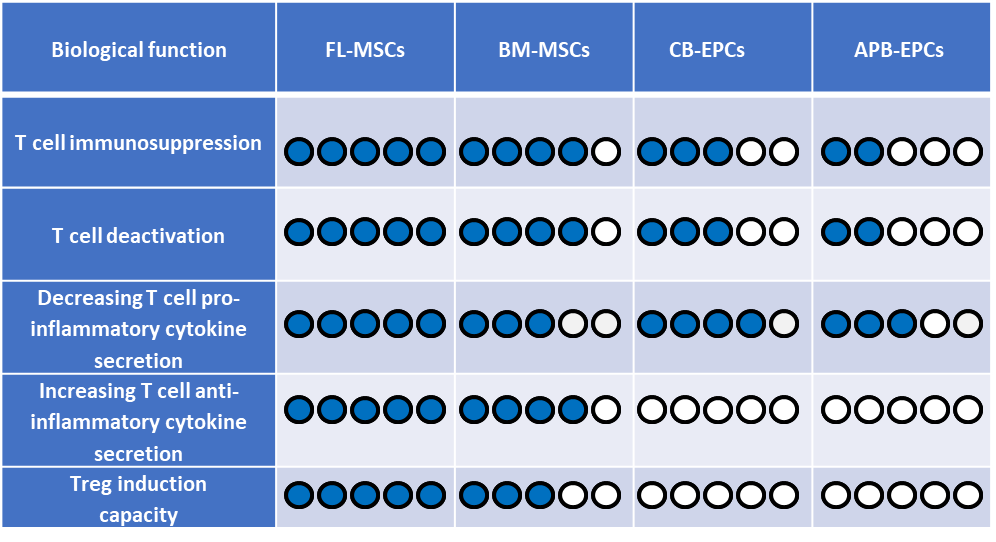 Biological function
FL-MSCs
BM-MSCs
CB-EPCs
APB-EPCs
T cell immunosuppression
T cell deactivation
Decreasing T cell pro-
inflammatory cytokine
secretion
Increasing T cell anti-
inflammatory cytokine
secretion
Treg induction
capacity